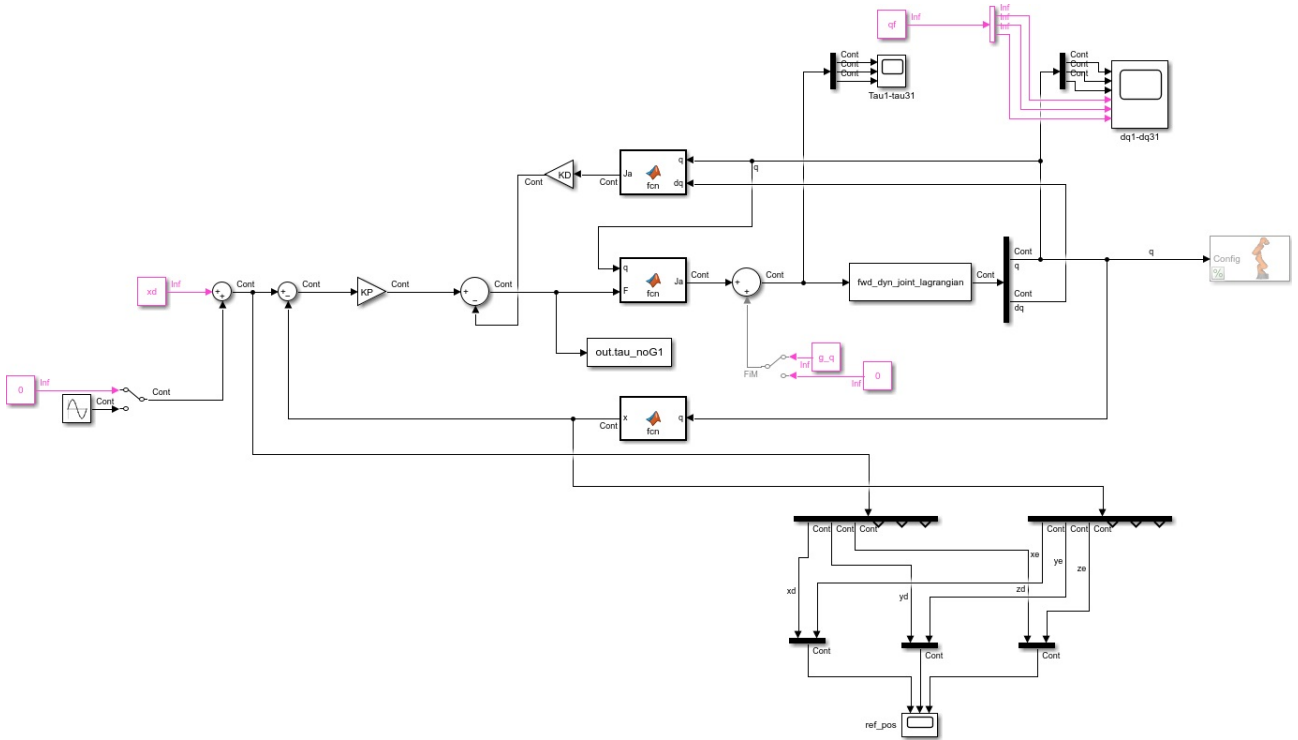 qf
Inf
Inf
Inf
Inf
Cont
Cont
Cont
Tau1-tau31
Cont
Cont
Cont
dq1-dq31
KD
Cont
Cont
Ja
fcn
q
dq
q
xd
Inf
+
+
Cont
+
−
Cont
KP
Cont
+
−
Cont
q
F
fcn
Ja
Cont
+
+
Cont
fwd_dyn_joint_lagrangian
Cont
Cont
q
Cont
dq
q
Config
%
out.tau_noG1
FiM
g_q
Inf
0
Inf
0
Inf
Cont
Cont
x
Cont
fcn
q
Cont
Cont
Cont
Cont
Cont
Cont
xd
yd
zd
xe
ye
ze
Cont
Cont
Cont
ref_pos